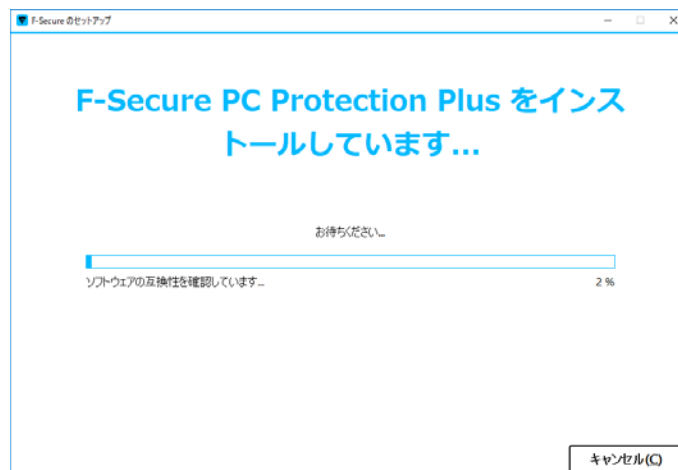 F-Secure のセットアップ
F-Secure PC Protection Plus をインス
トールしています...
お待ちください...
ソフトウェアの互換性を確認しています...
2 %
キャンセル(C)